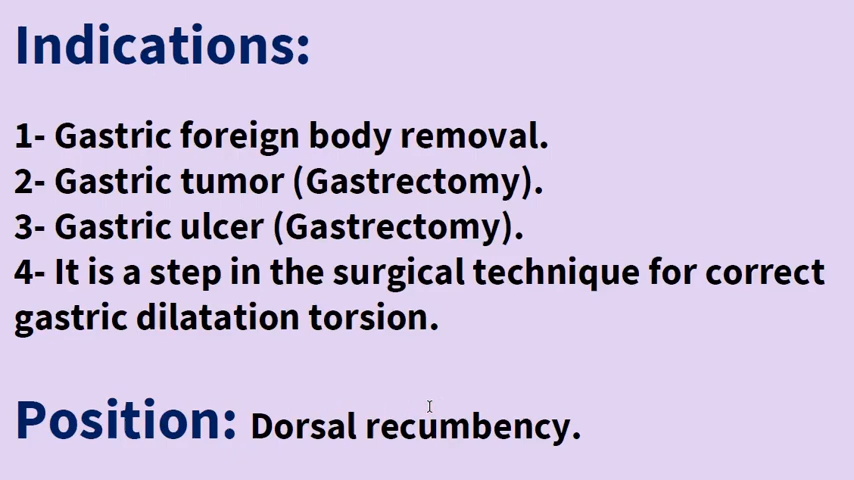 Indications:
1- Gastric foreign body removal.
2- Gastric tumor (Gastrectomy).
3- Gastric ulcer (Gastrectomy).
4- It is a step in the surgical technique for correct
gastric dilatation torsion.
Position: Dorsal recumbency.